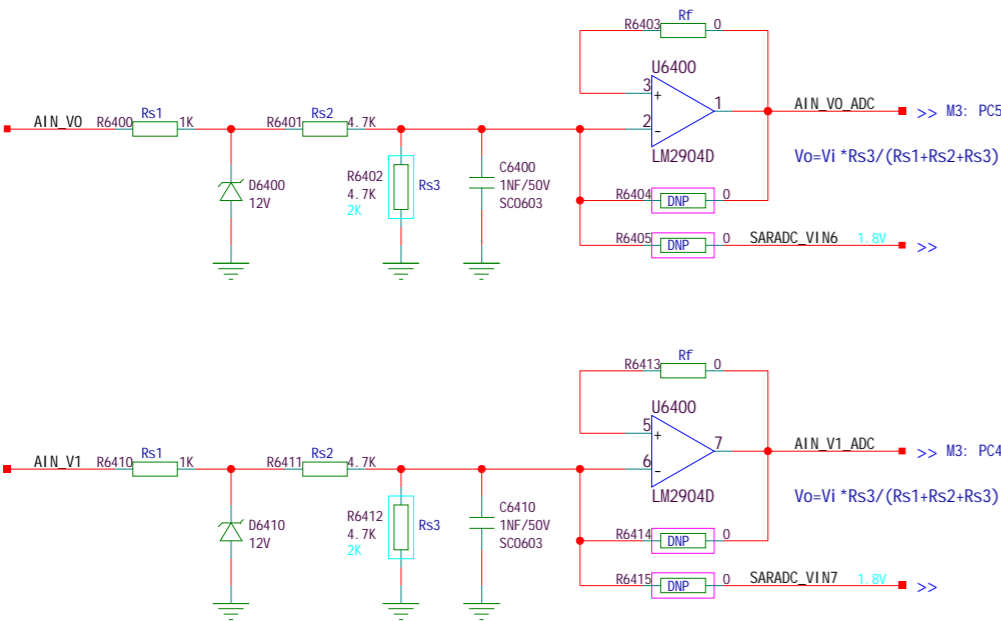 Rf
R6403 0
U6400
3
+
1
AIN_V0_ADC
>> M3: PC5
AIN_V0
R6400
Rs1
1K
R6401
Rs2
4.7K
2
-
LM2904D
Vo=Vi*Rs3/(Rs1+Rs2+Rs3)
D6400
12V
R6402
4.7K
2K
Rs3
C6400
1NF/50V
SC0603
R6404 DNP 0
R6405 DNP 0
SARADC_VIN6
1.8V
>>
Rf
R6413 0
U6400
5
+
7
AIN_V1_ADC
>> M3: PC4
AIN_V1
R6410
Rs1
1K
R6411
Rs2
4.7K
6
-
LM2904D
Vo=Vi*Rs3/(Rs1+Rs2+Rs3)
D6410
12V
R6412
4.7K
2K
Rs3
C6410
1NF/50V
SC0603
R6414 DNP 0
R6415 DNP 0
SARADC_VIN7
1.8V
>>